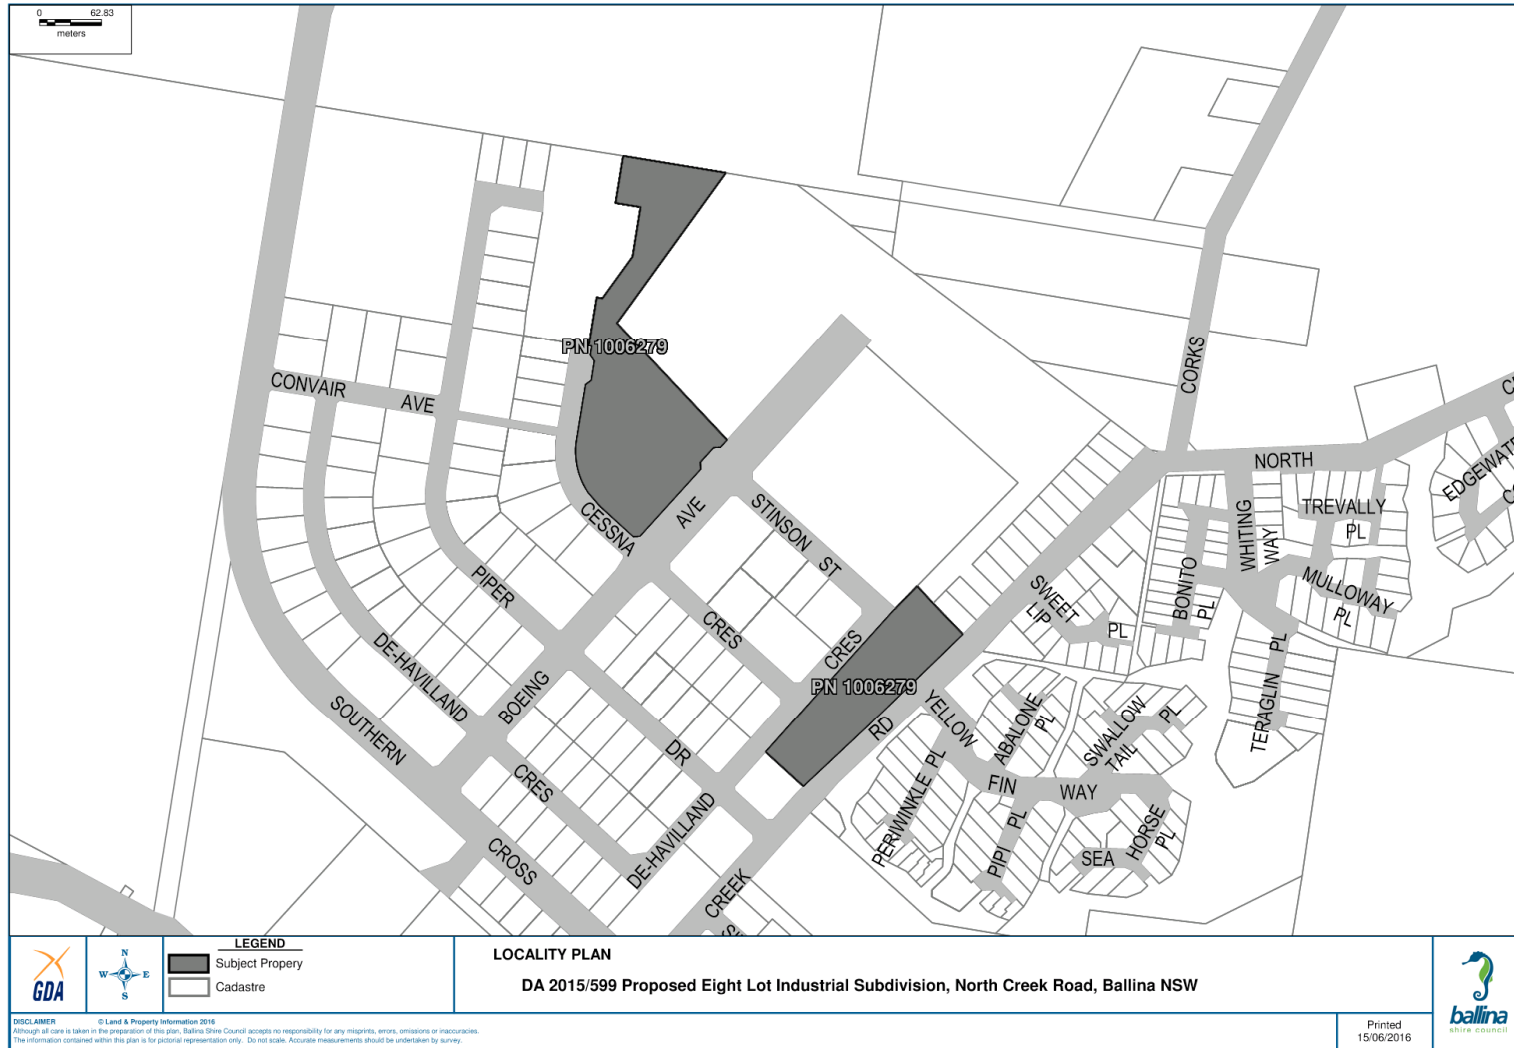 0 62.83
meters
CORKS
PN 1006279
CONVAIR
AVE
NORTH
EDGEWATE
TREVALLY
PL
WHITING
WAY
STINSON ST
AVE
CESSNA
BONITO
PL
MULLOWAY
PL
SWEET
LIP
PL
PIPER
CRES
CRES
PN 1006279
DE-HAVILLAND
BOEING
TERAGLIN PL
YELLOW
ABALONE
PL
SWALLOW
TAIL
PL
SOUTHERN
RD
DR
CRES
FIN
WAY
PERIWINKLE PL
PIPI PL
SEA
HORSE
PL
CROSS
DE-HAVILLAND
CREEK
GDA
N
W E
S
LEGEND
Subject Propery
Cadastre
LOCALITY PLAN
DA 2015/599 Proposed Eight Lot Industrial Subdivision, North Creek Road, Ballina NSW
ballina
shire council
DISCLAIMER © Land & Property Information 2016
Although all care is taken in the preparation of this plan, Ballina Shire Council accepts no responsibility for any misprints, errors, omissions or inaccuracies.
The information contained within this plan is for pictorial representation only. Do not scale. Accurate measurements should be undertaken by survey.
Printed
15/06/2016